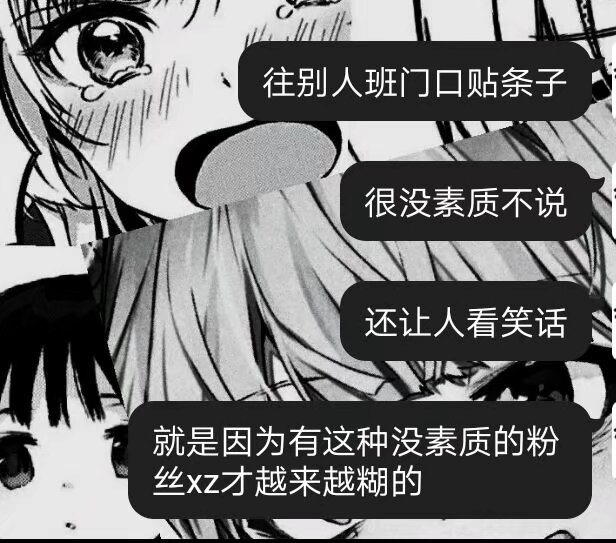 往别人班门口贴条子
很没素质不说
还让人看笑话
就是因为有这种没素质的粉
丝xz才越来越糊的